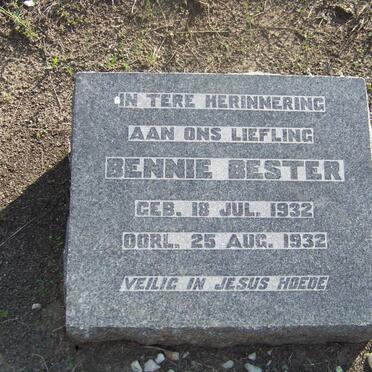 IN TERE HERINNERING
AAN ONS LIEFLING
BENNIE BESTER
GEB. 18 JUL. 1932
OORL. 25 AUG. 1932
VEILIG IN JESUS HOEDE